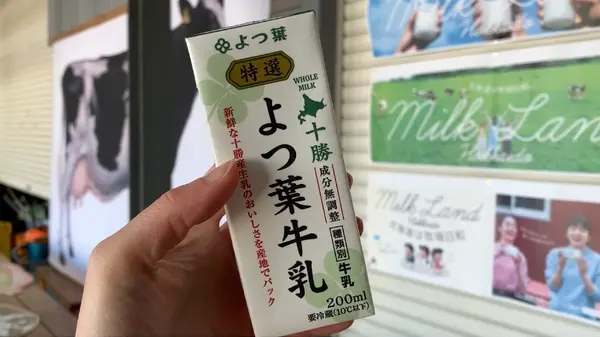 よつ葉
特選
WHOLE
MILK
十勝
成分無調整
よつ葉牛乳
新鮮な十勝産生乳のおいしさを産地でパック
種類別
牛乳
200ml
要冷蔵(10℃以下)
Milk Land
Hokkaido
Milk Land